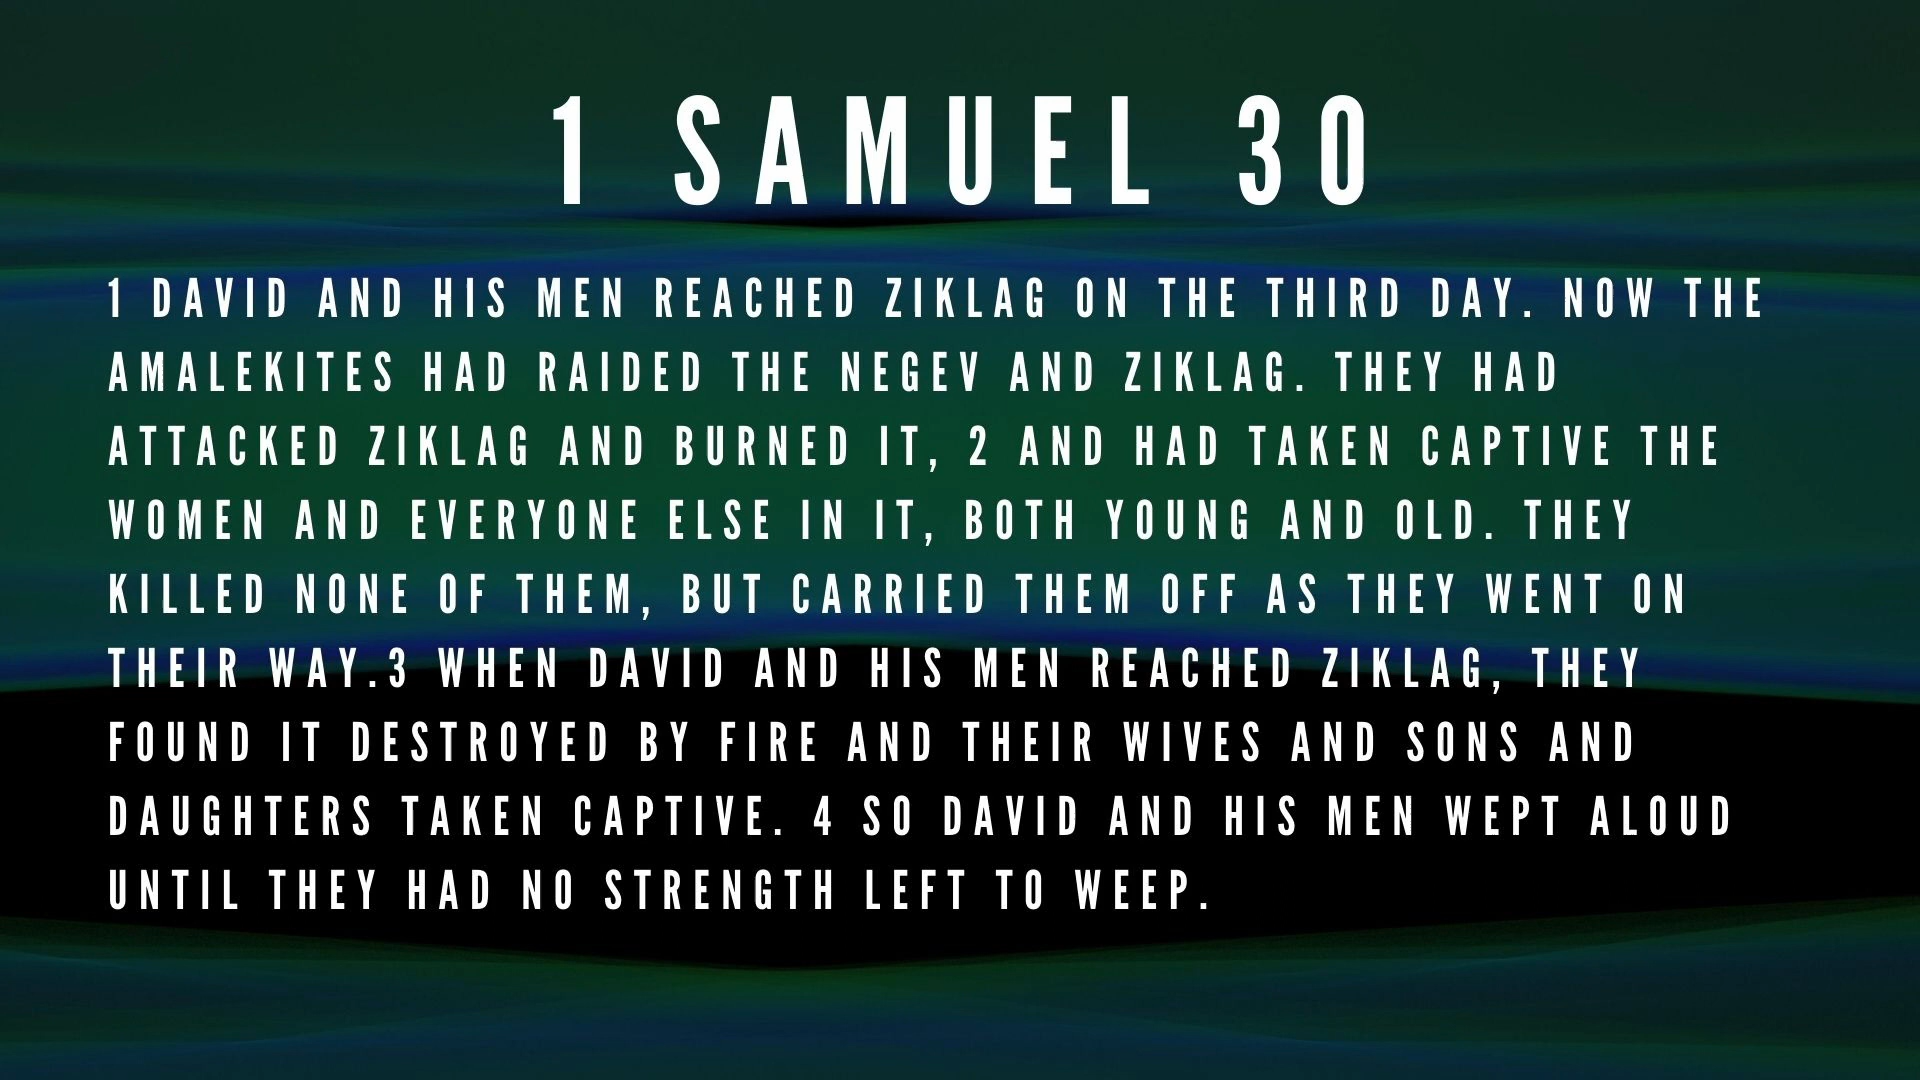 1 SAMUEL 30
1 DAVID AND HIS MEN REACHED ZIKLAG ON THE THIRD DAY. NOW THE
AMALEKITES HAD RAIDED THE NEGEV AND ZIKLAG. THEY HAD
ATTACKED ZIKLAG AND BURNED IT, 2 AND HAD TAKEN CAPTIVE THE
WOMEN AND EVERYONE ELSE IN IT, BOTH YOUNG AND OLD. THEY
KILLED NONE OF THEM, BUT CARRIED THEM OFF AS THEY WENT ON
THEIR WAY.3 WHEN DAVID AND HIS MEN REACHED ZIKLAG, THEY
FOUND IT DESTROYED BY FIRE AND THEIR WIVES AND SONS AND
DAUGHTERS TAKEN CAPTIVE. 4 SO DAVID AND HIS MEN WEPT ALOUD
UNTIL THEY HAD NO STRENGTH LEFT TO WEEP.